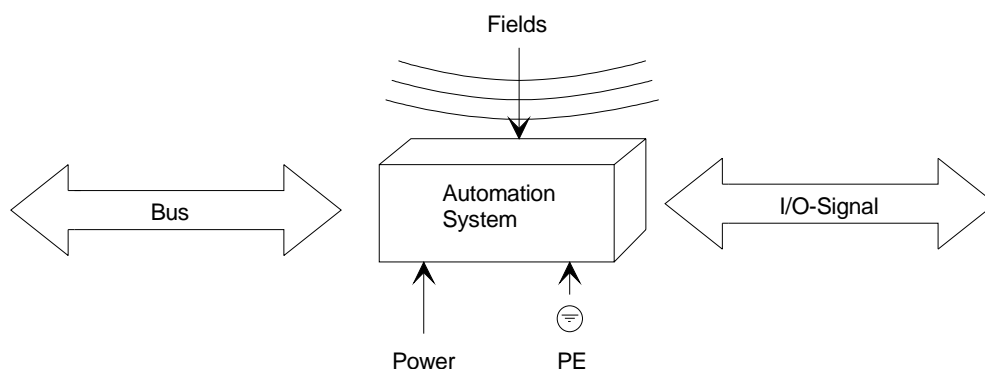 Fields
Automation
System
Bus
I/O-Signal
Power
PE